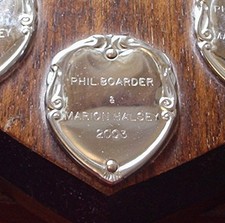 PHIL BOARDER
&
MARION HALSEY
2003